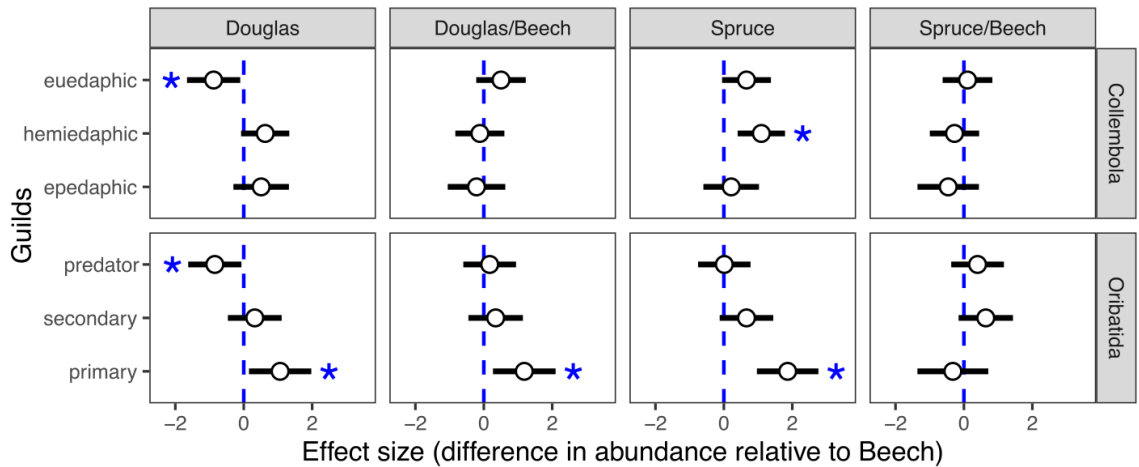 Douglas Douglas/Beech Spruce Spruce/Beech
euedaphic *
hemiedaphic *
epedaphic
Collembola
predator *
secondary
primary * * *
Oribatida
Guilds
−2 0 2 −2 0 2 −2 0 2 −2 0 2
Effect size (difference in abundance relative to Beech)